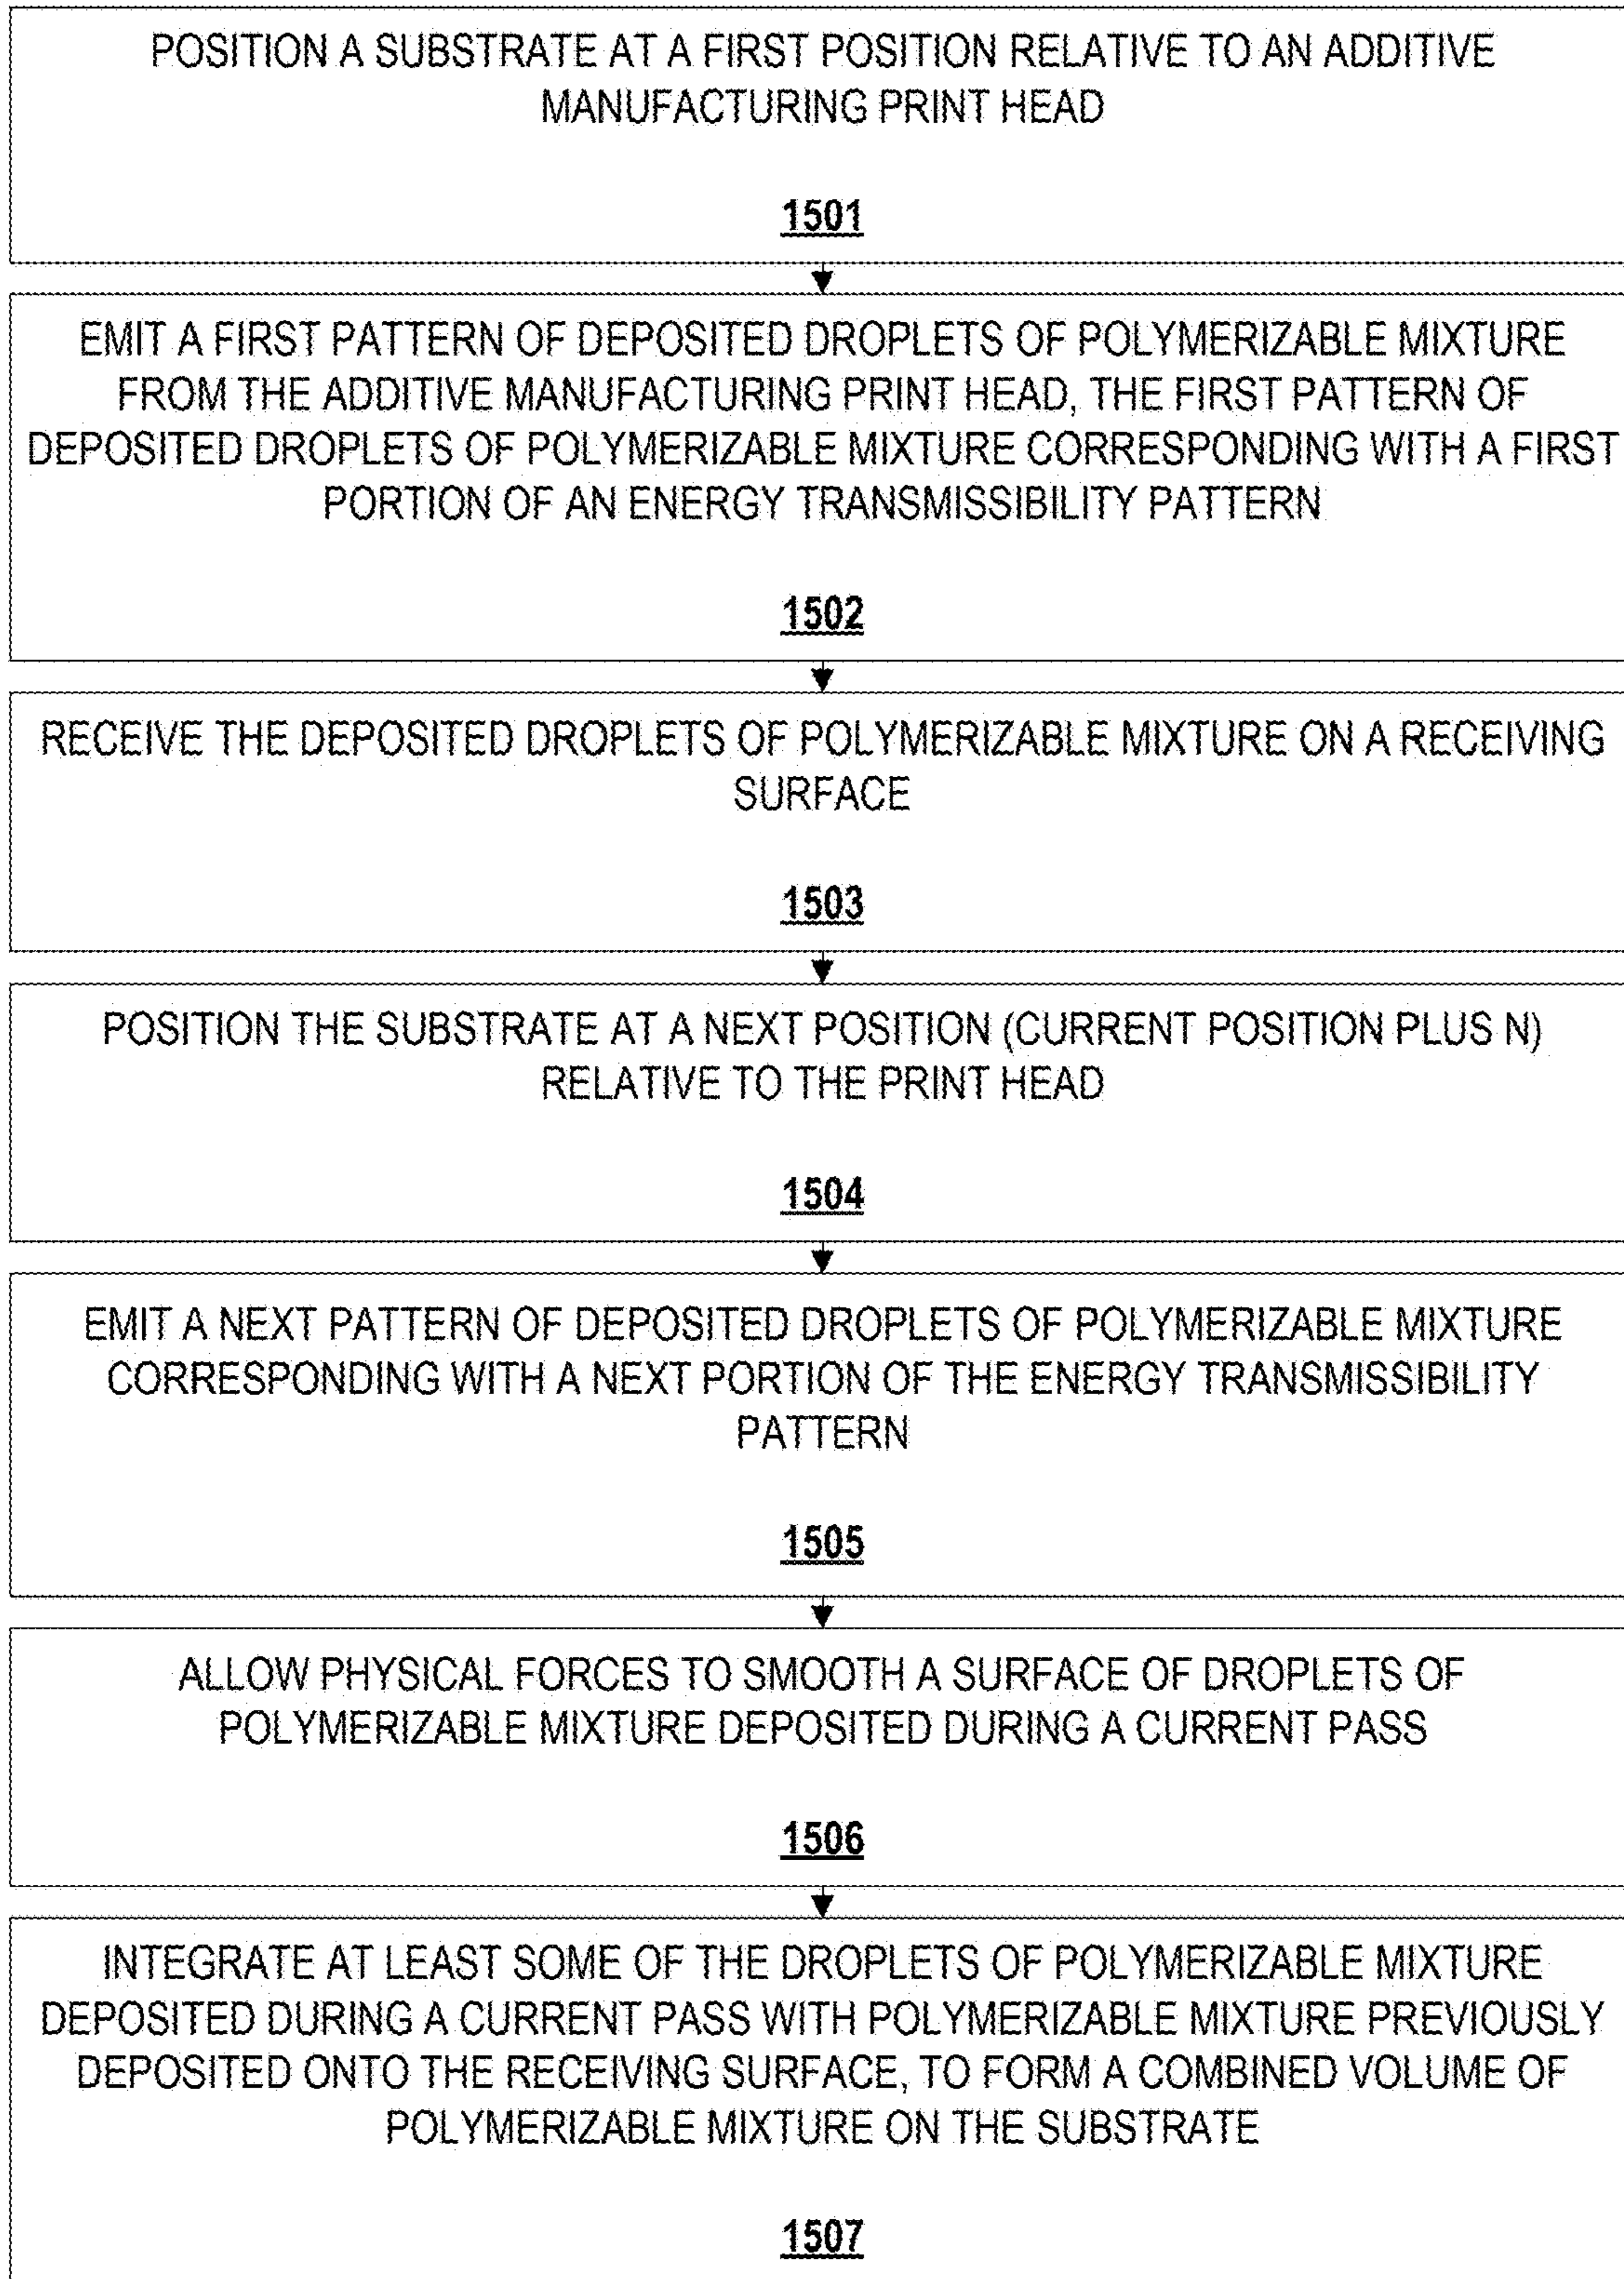 POSITION A SUBSTRATE AT A FIRST POSITION RELATIVE TO AN ADDITIVE
MANUFACTURING PRINT HEAD
1501
EMIT A FIRST PATTERN OF DEPOSITED DROPLETS OF POLYMERIZABLE MIXTURE
FROM THE ADDITIVE MANUFACTURING PRINT HEAD, THE FIRST PATTERN OF
DEPOSITED DROPLETS OF POLYMERIZABLE MIXTURE CORRESPONDING WITH A FIRST
PORTION OF AN ENERGY TRANSMISSIBILITY PATTERN
1502
RECEIVE THE DEPOSITED DROPLETS OF POLYMERIZABLE MIXTURE ON A RECEIVING
SURFACE
1503
POSITION THE SUBSTRATE AT A NEXT POSITION (CURRENT POSITION PLUS N)
RELATIVE TO THE PRINT HEAD
1504
EMIT A NEXT PATTERN OF DEPOSITED DROPLETS OF POLYMERIZABLE MIXTURE
CORRESPONDING WITH A NEXT PORTION OF THE ENERGY TRANSMISSIBILITY
PATTERN
1505
ALLOW PHYSICAL FORCES TO SMOOTH A SURFACE OF DROPLETS OF
POLYMERIZABLE MIXTURE DEPOSITED DURING A CURRENT PASS
1506
INTEGRATE AT LEAST SOME OF THE DROPLETS OF POLYMERIZABLE MIXTURE
DEPOSITED DURING A CURRENT PASS WITH POLYMERIZABLE MIXTURE PREVIOUSLY
DEPOSITED ONTO THE RECEIVING SURFACE, TO FORM A COMBINED VOLUME OF
POLYMERIZABLE MIXTURE ON THE SUBSTRATE
1507